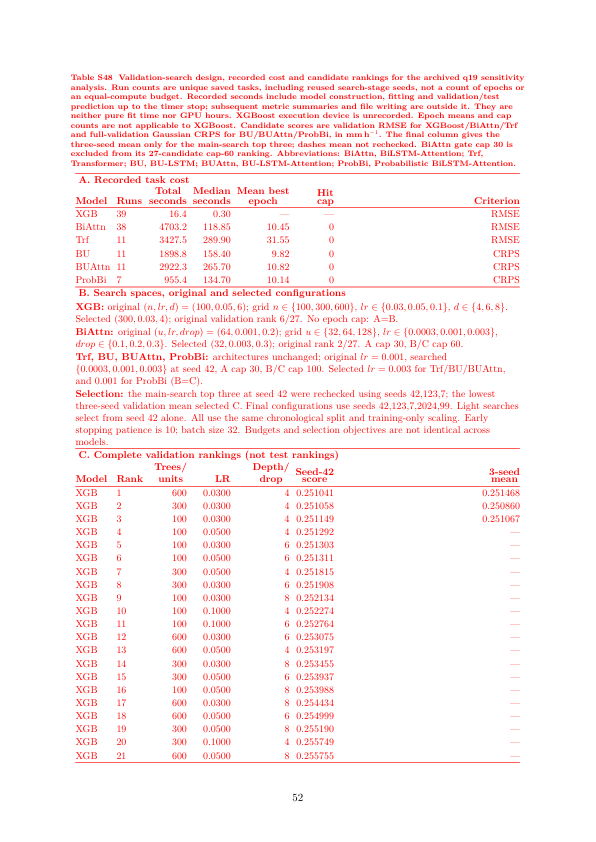 Table S48 Validation-search design, recorded cost and candidate rankings for the archived q19 sensitivity
analysis. Run counts are unique saved tasks, including reused search-stage seeds, not a count of epochs or
an equal-compute budget. Recorded seconds include model construction, fitting and validation/test
prediction up to the timer stop; subsequent metric summaries and file writing are outside it. They are
neither pure fit time nor GPU hours. XGBoost execution device is unrecorded. Epoch means and cap
counts are not applicable to XGBoost. Candidate scores are validation RMSE for XGBoost/BiAttn/Trf
and full-validation Gaussian CRPS for BU/BUAttn/ProbBi, in mm h⁻¹. The final column gives the
three-seed mean only for the main-search top three; dashes mean not rechecked. BiAttn gate cap 30 is
excluded from its 27-candidate cap-60 ranking. Abbreviations: BiAttn, BiLSTM-Attention; Trf,
Transformer; BU, BU-LSTM; BUAttn, BU-LSTM-Attention; ProbBi, Probabilistic BiLSTM-Attention.
A. Recorded task cost
Model Runs Total seconds Median seconds Mean best epoch Hit cap Criterion
XGB 39 16.4 0.30 — — RMSE
BiAttn 38 4703.2 118.85 10.45 0 RMSE
Trf 11 3427.5 289.90 31.55 0 RMSE
BU 11 1898.8 158.40 9.82 0 CRPS
BUAttn 11 2922.3 265.70 10.82 0 CRPS
ProbBi 7 955.4 134.70 10.14 0 CRPS
B. Search spaces, original and selected configurations
XGB: original (n, lr, d) = (100, 0.05, 6); grid n ∈ {100, 300, 600}, lr ∈ {0.03, 0.05, 0.1}, d ∈ {4, 6, 8}.
Selected (300, 0.03, 4); original validation rank 6/27. No epoch cap: A=B.
BiAttn: original (u, lr, drop) = (64, 0.001, 0.2); grid u ∈ {32, 64, 128}, lr ∈ {0.0003, 0.001, 0.003},
drop ∈ {0.1, 0.2, 0.3}. Selected (32, 0.003, 0.3); original rank 2/27. A cap 30, B/C cap 60.
Trf, BU, BUAttn, ProbBi: architectures unchanged; original lr = 0.001, searched
{0.0003, 0.001, 0.003} at seed 42, A cap 30, B/C cap 100. Selected lr = 0.003 for Trf/BU/BUAttn,
and 0.001 for ProbBi (B=C).
Selection: the main-search top three at seed 42 were rechecked using seeds 42,123,7; the lowest
three-seed validation mean selected C. Final configurations use seeds 42,123,7,2024,99. Light searches
select from seed 42 alone. All use the same chronological split and training-only scaling. Early
stopping patience is 10; batch size 32. Budgets and selection objectives are not identical across
models.
C. Complete validation rankings (not test rankings)
Model Rank Trees/ units LR Depth/ drop Seed-42 score 3-seed mean
XGB 1 600 0.0300 4 0.251041 0.251468
XGB 2 300 0.0300 4 0.251058 0.250860
XGB 3 100 0.0300 4 0.251149 0.251067
XGB 4 100 0.0500 4 0.251292 —
XGB 5 100 0.0300 6 0.251303 —
XGB 6 100 0.0500 6 0.251311 —
XGB 7 300 0.0500 4 0.251815 —
XGB 8 300 0.0300 6 0.251908 —
XGB 9 100 0.0300 8 0.252134 —
XGB 10 100 0.1000 4 0.252274 —
XGB 11 100 0.1000 6 0.252764 —
XGB 12 600 0.0300 6 0.253075 —
XGB 13 600 0.0500 4 0.253197 —
XGB 14 300 0.0300 8 0.253455 —
XGB 15 300 0.0500 6 0.253937 —
XGB 16 100 0.0500 8 0.253988 —
XGB 17 600 0.0300 8 0.254434 —
XGB 18 600 0.0500 6 0.254999 —
XGB 19 300 0.0500 8 0.255190 —
XGB 20 300 0.1000 4 0.255749 —
XGB 21 600 0.0500 8 0.255755 —
52